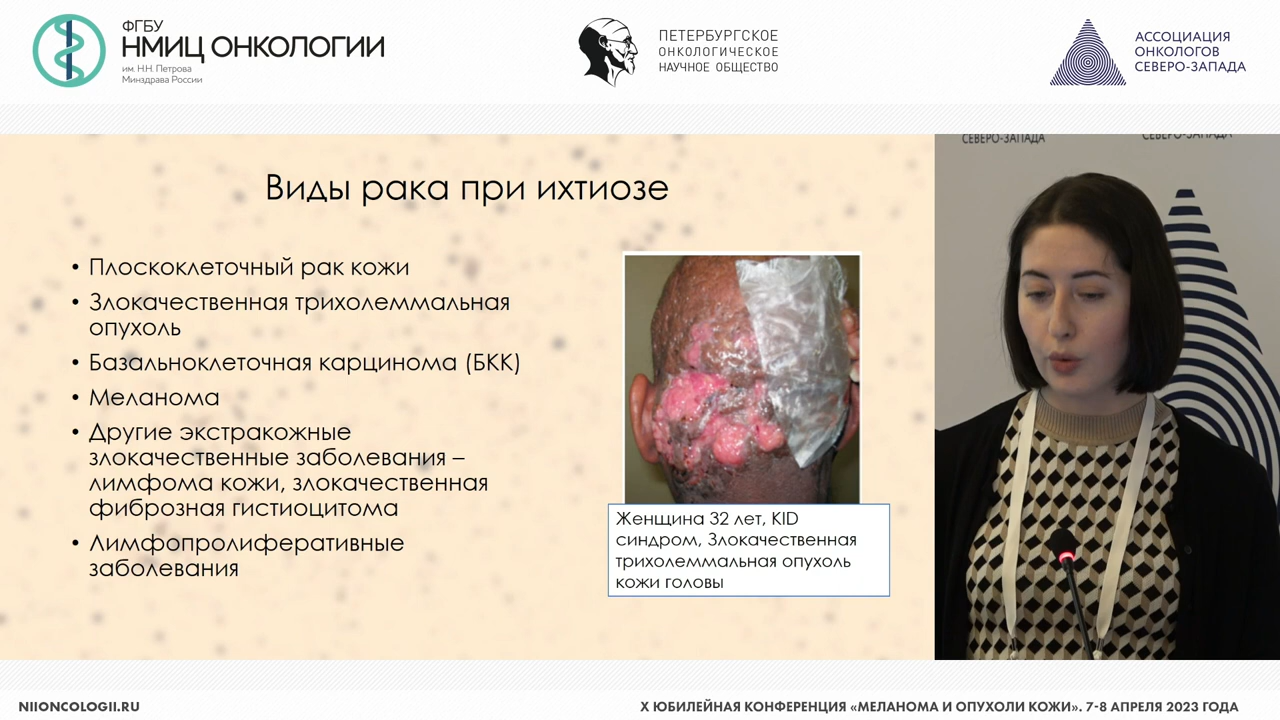 ФГБУ
НМИЦ ОНКОЛОГИИ
им. Н.Н. Петрова
Минздрава России
ПЕТЕРБУРГСКОЕ
ОНКОЛОГИЧЕСКОЕ
НАУЧНОЕ ОБЩЕСТВО
АССОЦИАЦИЯ
ОНКОЛОГОВ
СЕВЕРО-ЗАПАДА
СЕВЕРО-ЗАПАДА
СЕВЕРО-ЗАПАДА
Виды рака при ихтиозе
• Плоскоклеточный рак кожи
• Злокачественная трихолеммальная
опухоль
• Базальноклеточная карцинома (БКК)
• Меланома
• Другие экстракожные
злокачественные заболевания –
лимфома кожи, злокачественная
фиброзная гистиоцитома
• Лимфопролиферативные
заболевания
Женщина 32 лет, KID
синдром, Злокачественная
трихолеммальная опухоль
кожи головы
NIIONCOLOGII.RU
X ЮБИЛЕЙНАЯ КОНФЕРЕНЦИЯ «МЕЛАНОМА И ОПУХОЛИ КОЖИ». 7-8 АПРЕЛЯ 2023 ГОДА